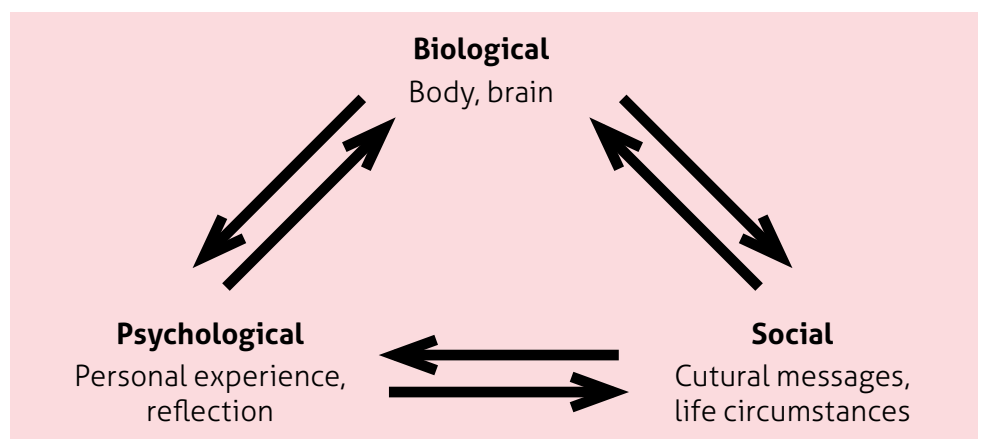 Biological
Body, brain
Psychological
Personal experience,
reflection
Social
Cutural messages,
life circumstances